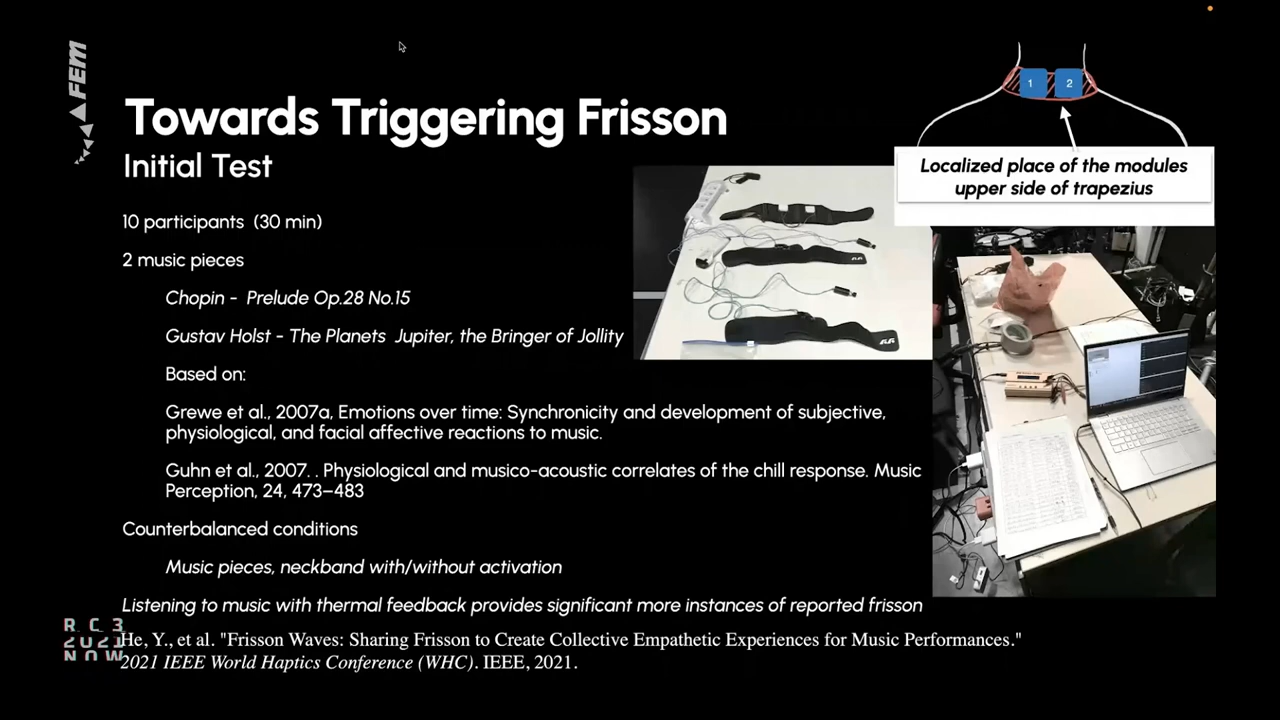 FEM
Towards Triggering Frisson
Initial Test
1 2
Localized place of the modules
upper side of trapezius
10 participants (30 min)
2 music pieces
Chopin - Prelude Op.28 No.15
Gustav Holst - The Planets Jupiter, the Bringer of Jollity
Based on:
Grewe et al., 2007a, Emotions over time: Synchronicity and development of subjective,
physiological, and facial affective reactions to music.
Guhn et al., 2007. . Physiological and musico-acoustic correlates of the chill response. Music
Perception, 24, 473–483
Counterbalanced conditions
Music pieces, neckband with/without activation
Listening to music with thermal feedback provides significant more instances of reported frisson
He, Y., et al. "Frisson Waves: Sharing Frisson to Create Collective Empathetic Experiences for Music Performances."
2021 IEEE World Haptics Conference (WHC). IEEE, 2021.
RC3
2021
NOW